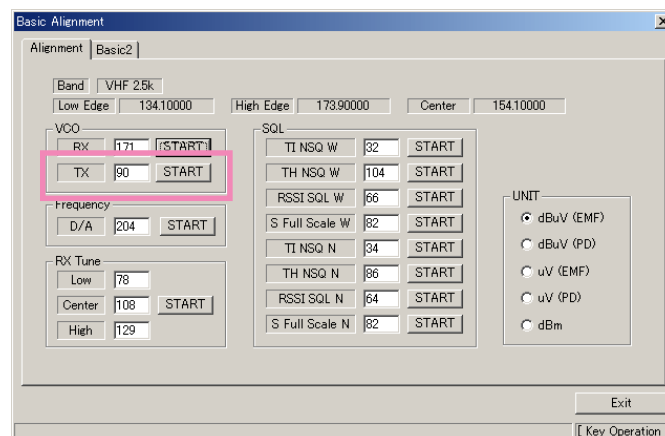 Basic Alignment
Alignment Basic2
Band VHF 2.5k
Low Edge 134.10000 High Edge 173.90000 Center 154.10000
VCO
RX 171 (START)
TX 90 START
Frequency
D/A 204 START
RX Tune
Low 78
Center 108 START
High 129
SQL
TI NSQ W 32 START
TH NSQ W 104 START
RSSI SQL W 66 START
S Full Scale W 82 START
TI NSQ N 34 START
TH NSQ N 86 START
RSSI SQL N 64 START
S Full Scale N 82 START
UNIT
dBuV (EMF)
dBuV (PD)
uV (EMF)
uV (PD)
dBm
Exit
[ Key Operation